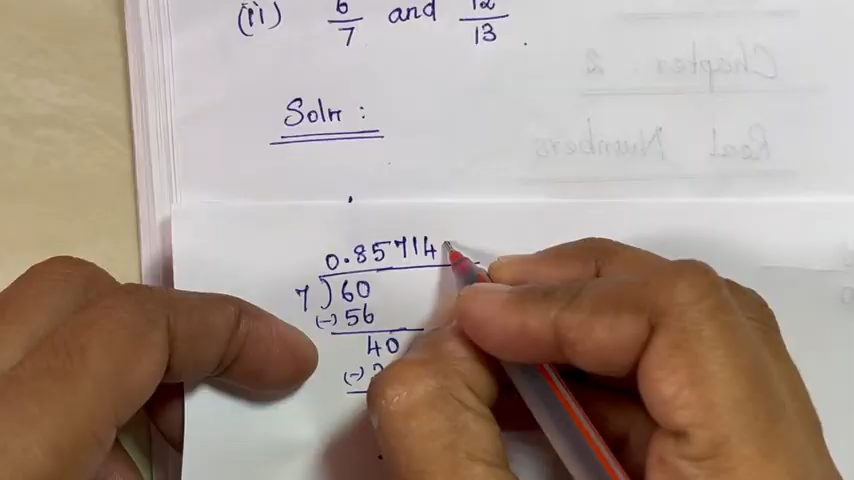 (ii) 6/7 and 12/13.
Chapter : 2
Soln :
Real Numbers
0.85714
7 ) 60
(-) 56
40
(-)